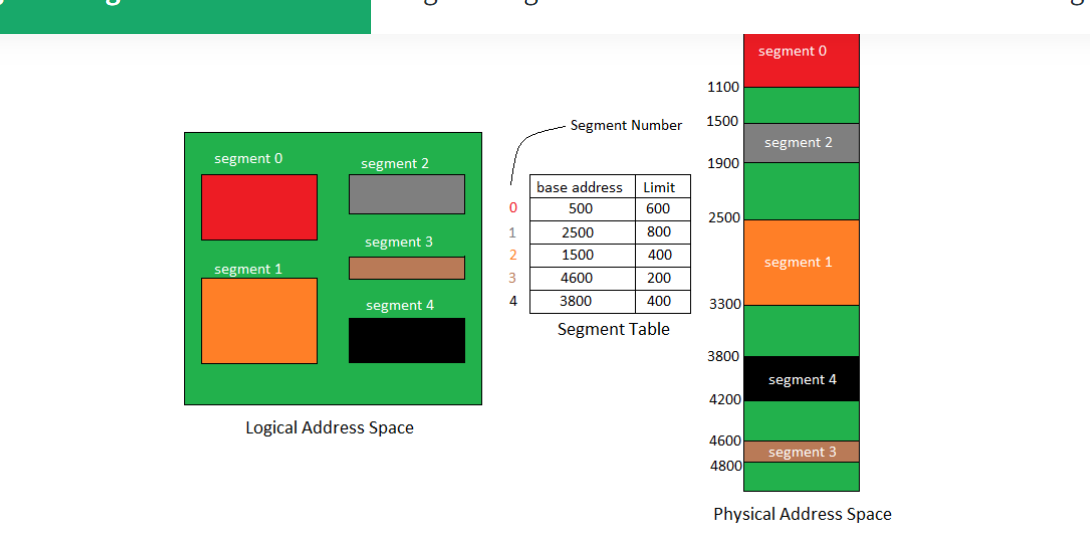 segment 0
1100
Segment Number
1500
segment 2
segment 0
segment 2
1900
base address Limit
0 500 600
2500
1 2500 800
segment 3
2 1500 400
segment 1
segment 1
3 4600 200
4 3800 400
segment 4
3300
Segment Table
3800
segment 4
4200
Logical Address Space
4600
segment 3
4800
Physical Address Space